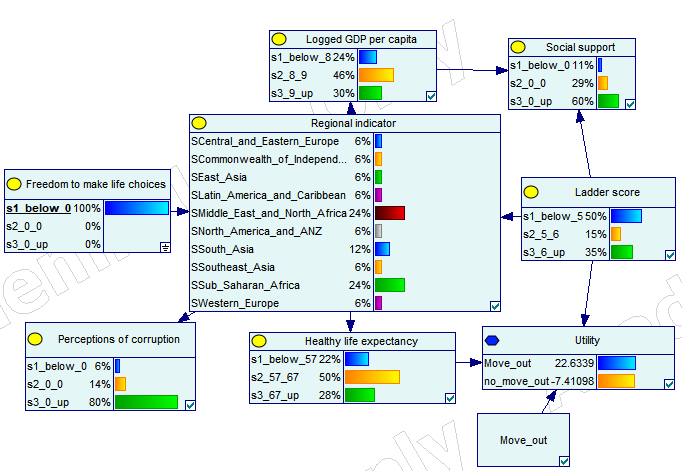 Logged GDP per capita
s1_below_8 24%
s2_8_9 46%
s3_9_up 30%
Social support
s1_below_0 11%
s2_0_0 29%
s3_0_up 60%
Regional indicator
SCentral_and_Eastern_Europe 6%
SCommonwealth_of_Independ... 6%
SEast_Asia 6%
SLatin_America_and_Caribbean 6%
SMiddle_East_and_North_Africa 24%
SNorth_America_and_ANZ 6%
SSouth_Asia 12%
SSoutheast_Asia 6%
SSub_Saharan_Africa 24%
SWestern_Europe 6%
Freedom to make life choices
s1_below_0 100%
s2_0_0 0%
s3_0_up 0%
Ladder score
s1_below_5 50%
s2_5_6 15%
s3_6_up 35%
Perceptions of corruption
s1_below_0 6%
s2_0_0 14%
s3_0_up 80%
Healthy life expectancy
s1_below_57 22%
s2_57_67 50%
s3_67_up 28%
Utility
Move_out 22.6339
no_move_out -7.41098
Move_out